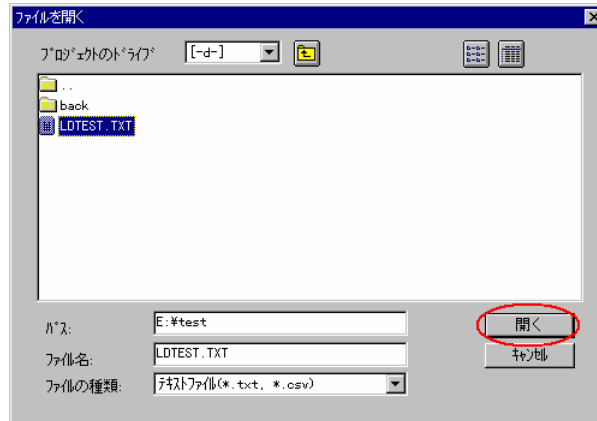 ファイルを開く
ﾌﾟﾛｼﾞｪｸﾄのﾄﾞﾗｲﾌﾞ [-d-]
..
back
LDTEST.TXT
ﾊﾟｽ: E:¥test
開く
ﾌｧｲﾙ名: LDTEST.TXT
ｷｬﾝｾﾙ
ﾌｧｲﾙの種類: ﾃｷｽﾄﾌｧｲﾙ(*.txt, *.csv)